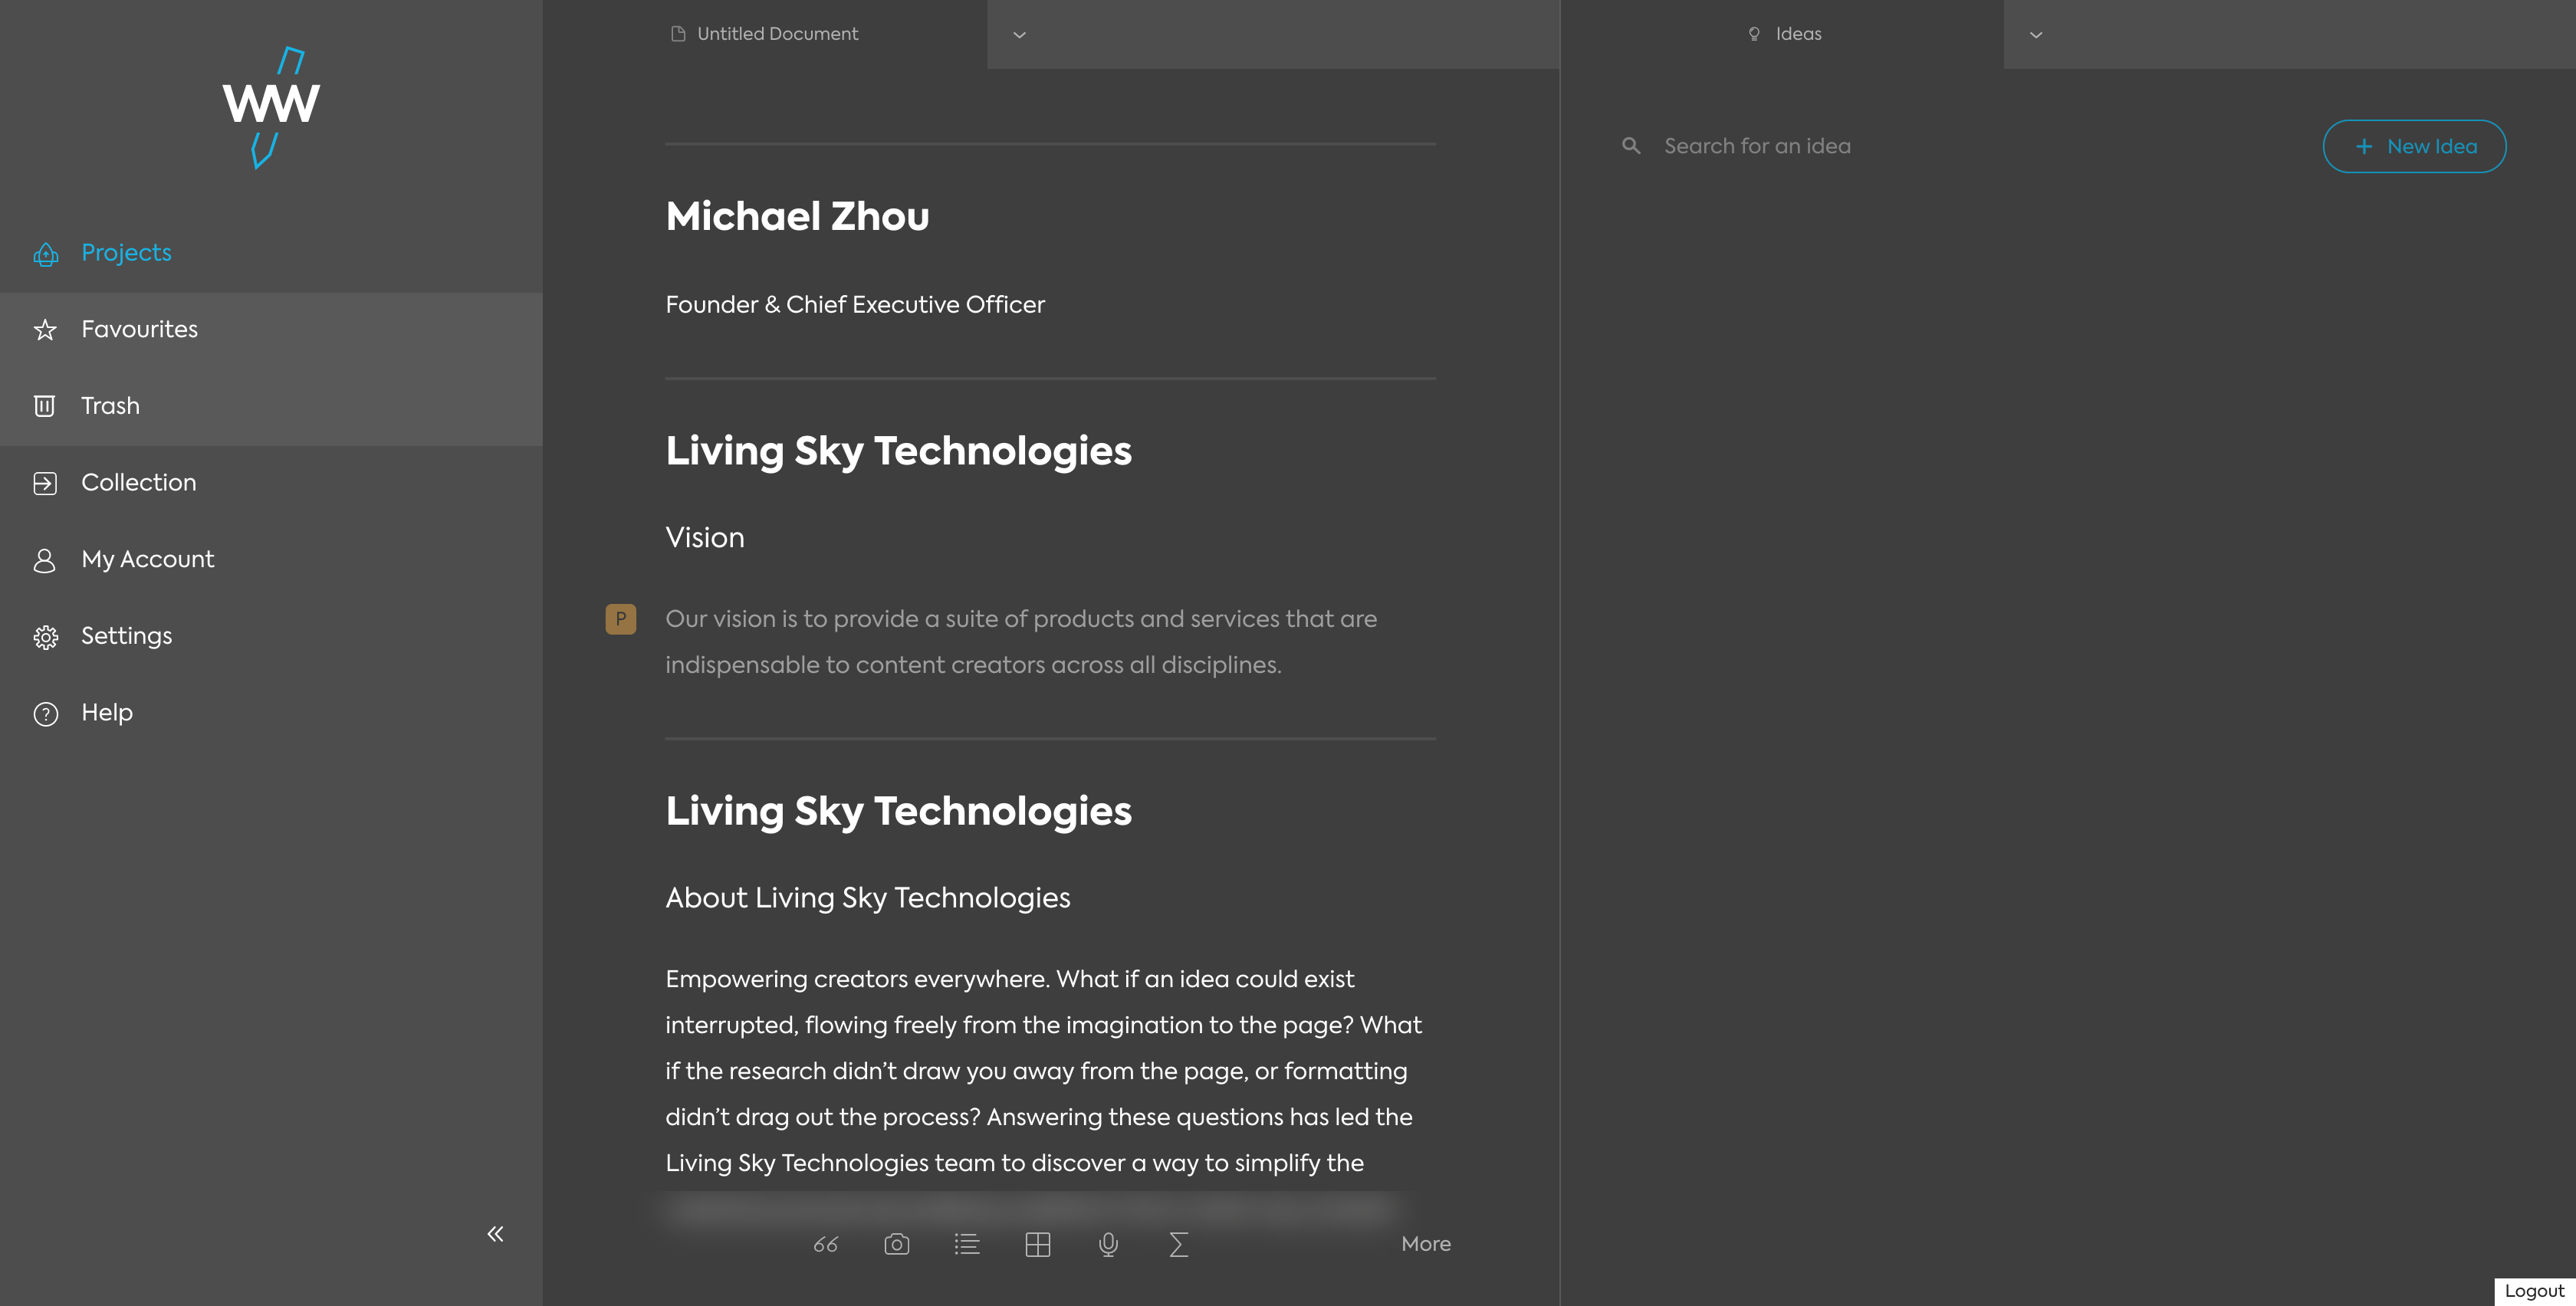 WW
Projects
Favourites
Trash
Collection
My Account
Settings
Help
Untitled Document
Michael Zhou
Founder & Chief Executive Officer
Living Sky Technologies
Vision
P
Our vision is to provide a suite of products and services that are
indispensable to content creators across all disciplines.
Living Sky Technologies
About Living Sky Technologies
Empowering creators everywhere. What if an idea could exist
interrupted, flowing freely from the imagination to the page? What
if the research didn’t draw you away from the page, or formatting
didn’t drag out the process? Answering these questions has led the
Living Sky Technologies team to discover a way to simplify the
More
Ideas
Search for an idea
+ New Idea
Logout